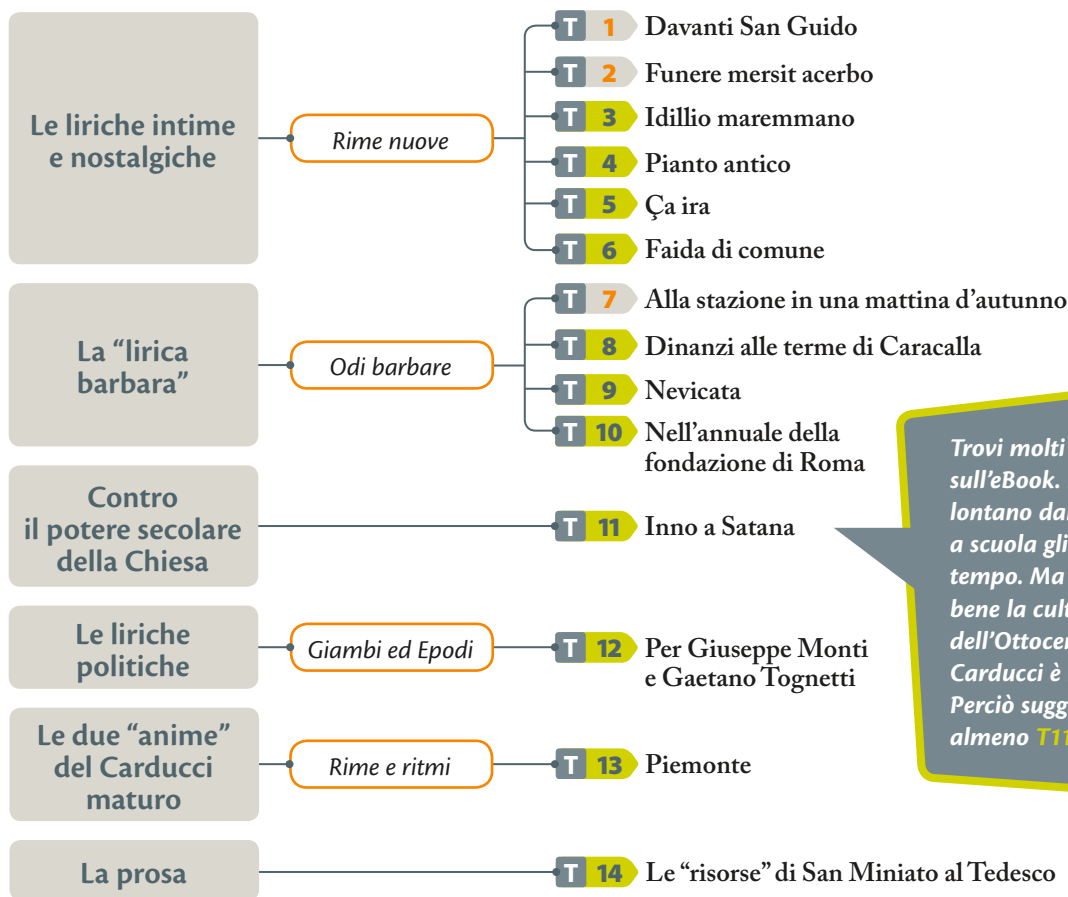 Le liriche intime
e nostalgiche
Rime nuove
T 1 Davanti San Guido
T 2 Funere mersit acerbo
T 3 Idillio maremmano
T 4 Pianto antico
T 5 Ça ira
T 6 Faida di comune
La “lirica
barbara”
Odi barbare
T 7 Alla stazione in una mattina d’autunno
T 8 Dinanzi alle terme di Caracalla
T 9 Nevicata
T 10 Nell’annuale della
fondazione di Roma
Contro
il potere secolare
della Chiesa
T 11 Inno a Satana
Trovi molti
sull’eBook.
lontano da
a scuola gli
tempo. Ma
bene la cult
dell’Ottocen
Carducci è
Perciò sugg
almeno T11
Le liriche
politiche
Giambi ed Epodi
T 12 Per Giuseppe Monti
e Gaetano Tognetti
Le due “anime”
del Carducci
maturo
Rime e ritmi
T 13 Piemonte
La prosa
T 14 Le “risorse” di San Miniato al Tedesco